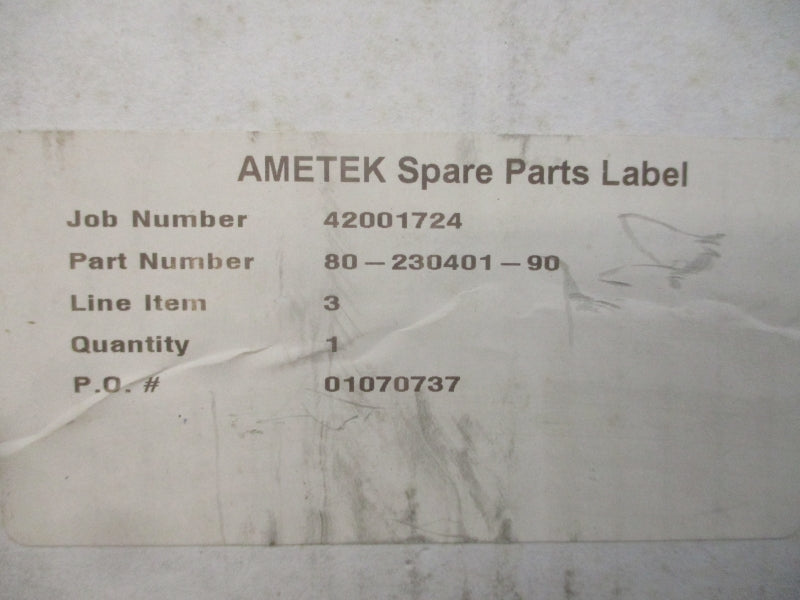 AMETEK Spare Parts Label
Job Number 42001724
Part Number 80-230401-90
Line Item 3
Quantity 1
P.O. # 01070737